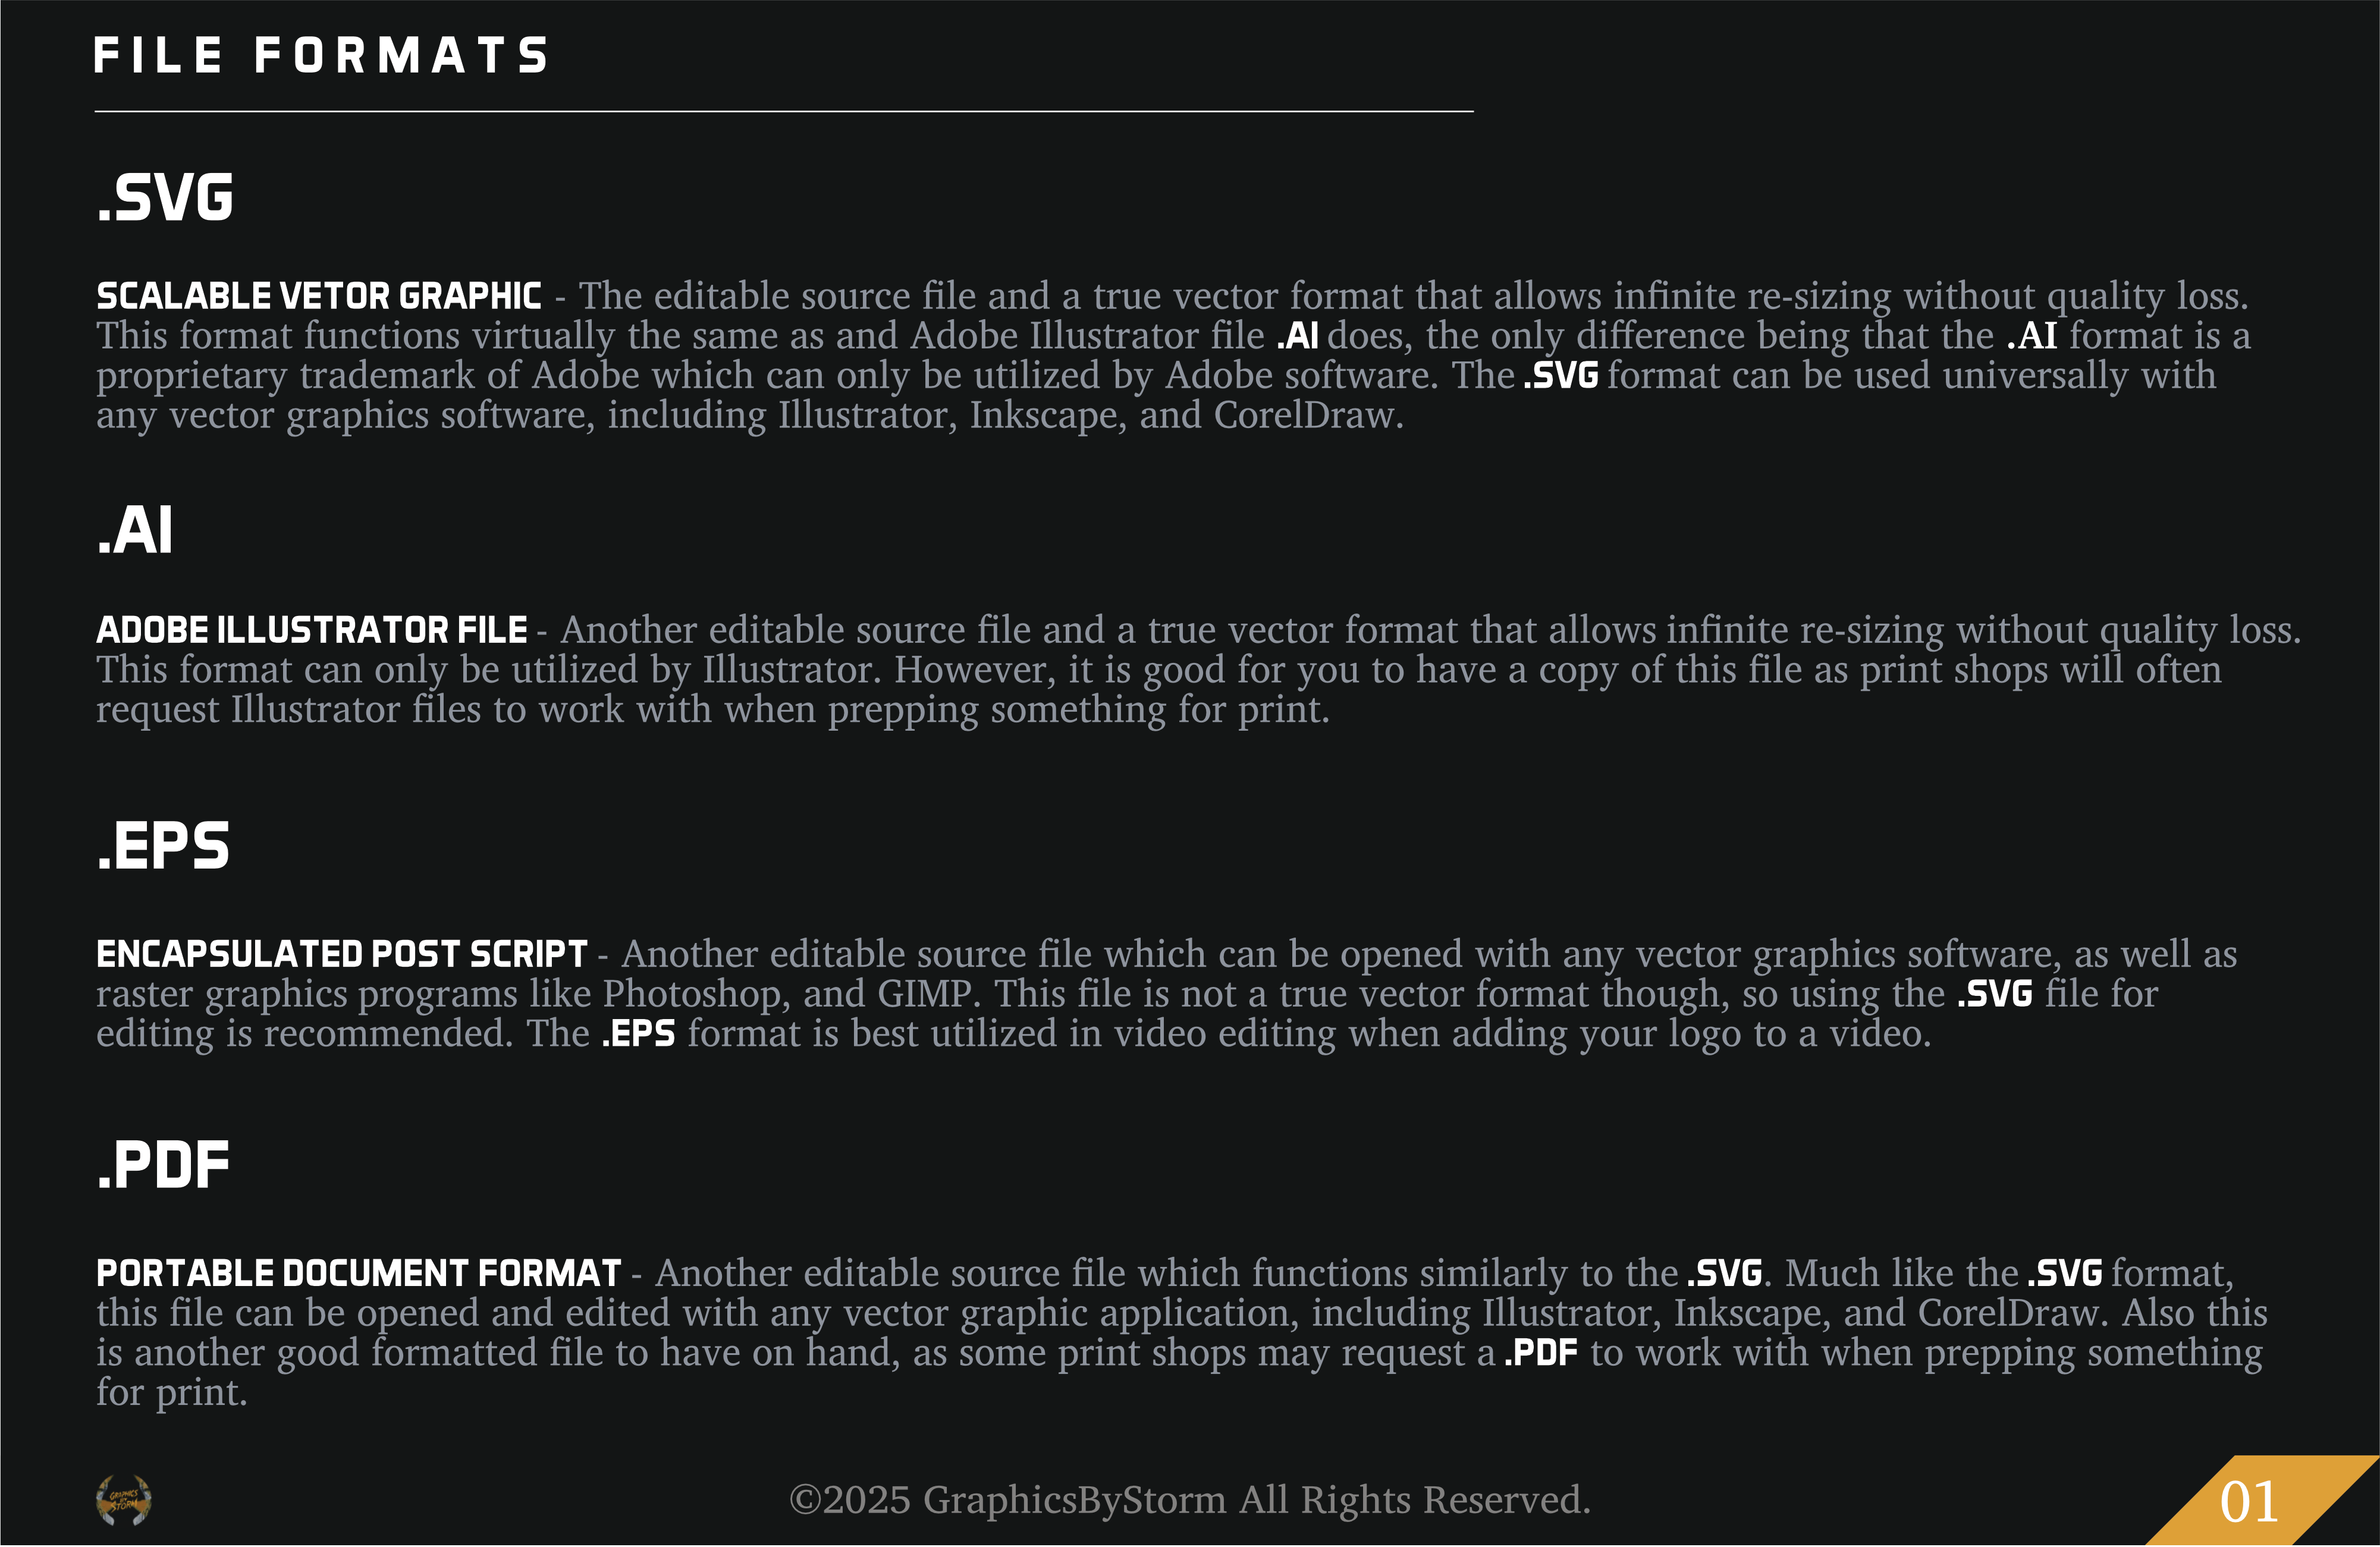 FILE FORMATS
.SVG
SCALABLE VETOR GRAPHIC - The editable source file and a true vector format that allows infinite re-sizing without quality loss.
This format functions virtually the same as and Adobe Illustrator file .AI does, the only difference being that the .AI format is a
proprietary trademark of Adobe which can only be utilized by Adobe software. The .SVG format can be used universally with
any vector graphics software, including Illustrator, Inkscape, and CorelDraw.
.AI
ADOBE ILLUSTRATOR FILE - Another editable source file and a true vector format that allows infinite re-sizing without quality loss.
This format can only be utilized by Illustrator. However, it is good for you to have a copy of this file as print shops will often
request Illustrator files to work with when prepping something for print.
.EPS
ENCAPSULATED POST SCRIPT - Another editable source file which can be opened with any vector graphics software, as well as
raster graphics programs like Photoshop, and GIMP. This file is not a true vector format though, so using the .SVG file for
editing is recommended. The .EPS format is best utilized in video editing when adding your logo to a video.
.PDF
PORTABLE DOCUMENT FORMAT - Another editable source file which functions similarly to the .SVG. Much like the .SVG format,
this file can be opened and edited with any vector graphic application, including Illustrator, Inkscape, and CorelDraw. Also this
is another good formatted file to have on hand, as some print shops may request a .PDF to work with when prepping something
for print.
GRAPHICS
BY
STORM
©2025 GraphicsByStorm All Rights Reserved.
01